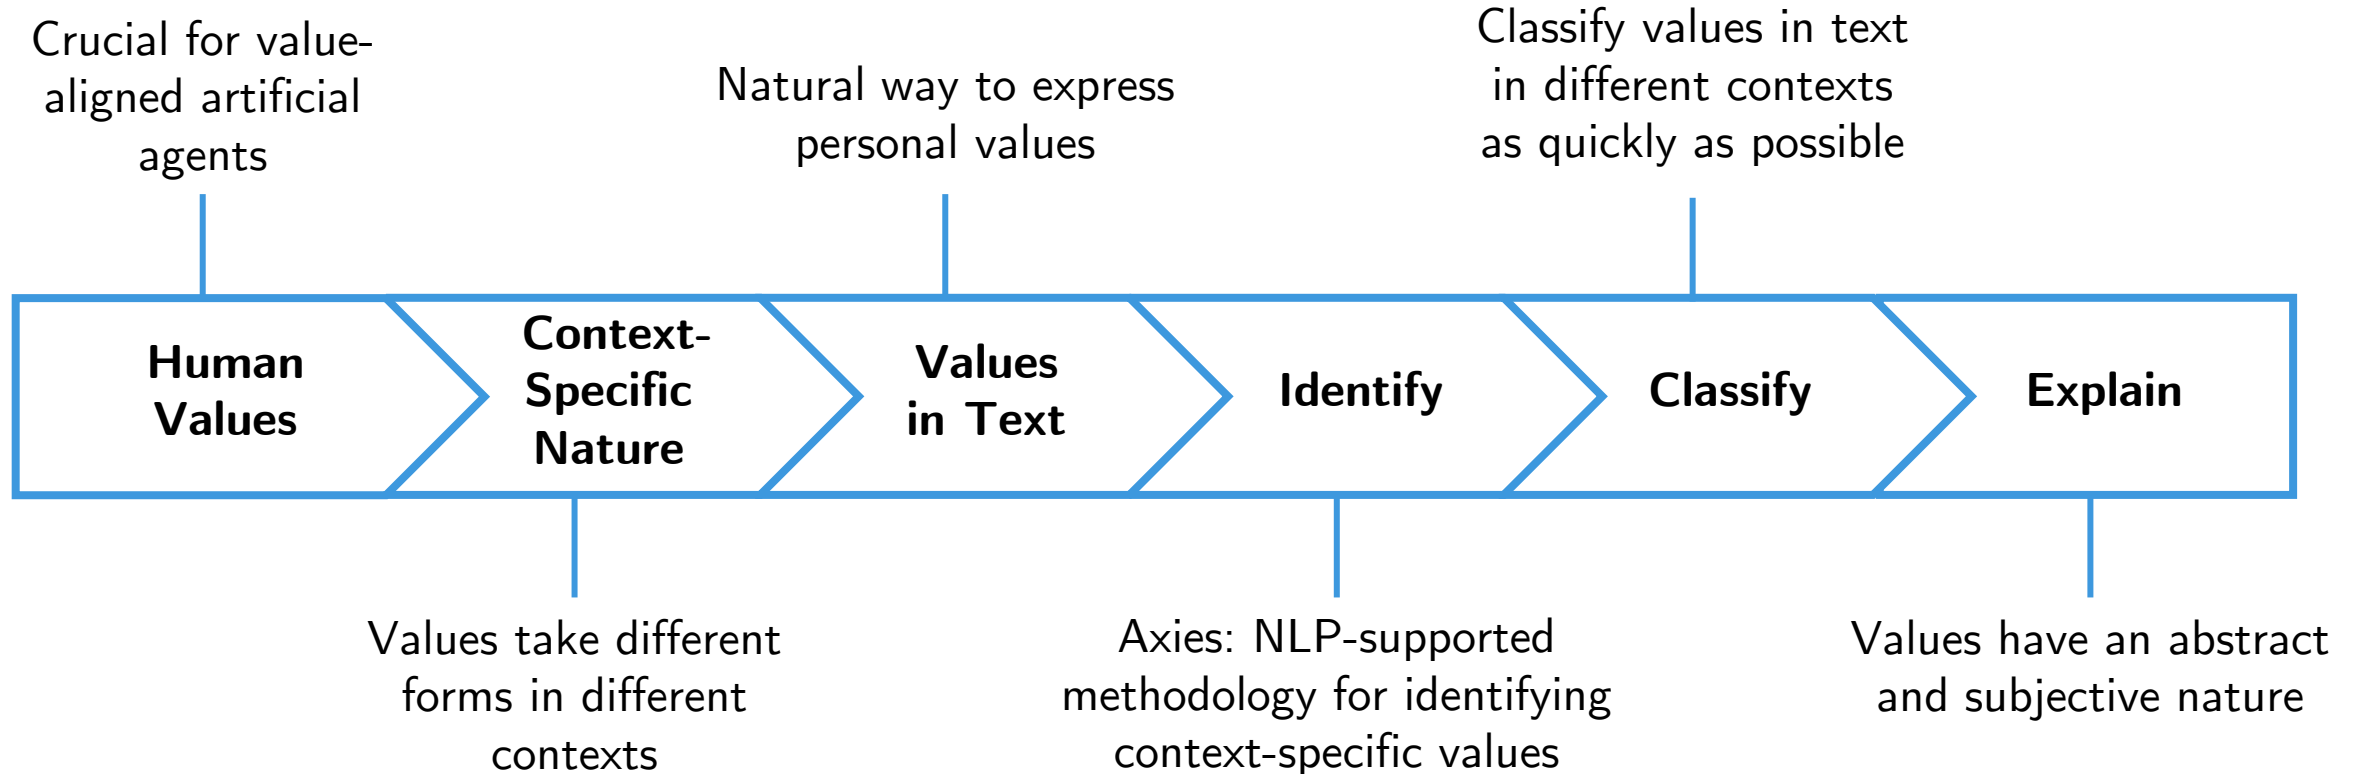 Crucial for value-
aligned artificial
agents
Natural way to express
personal values
Classify values in text
in different contexts
as quickly as possible
Human
Values
Context-
Specific
Nature
Values
in Text
Identify
Classify
Explain
Values take different
forms in different
contexts
Axies: NLP-supported
methodology for identifying
context-specific values
Values have an abstract
and subjective nature